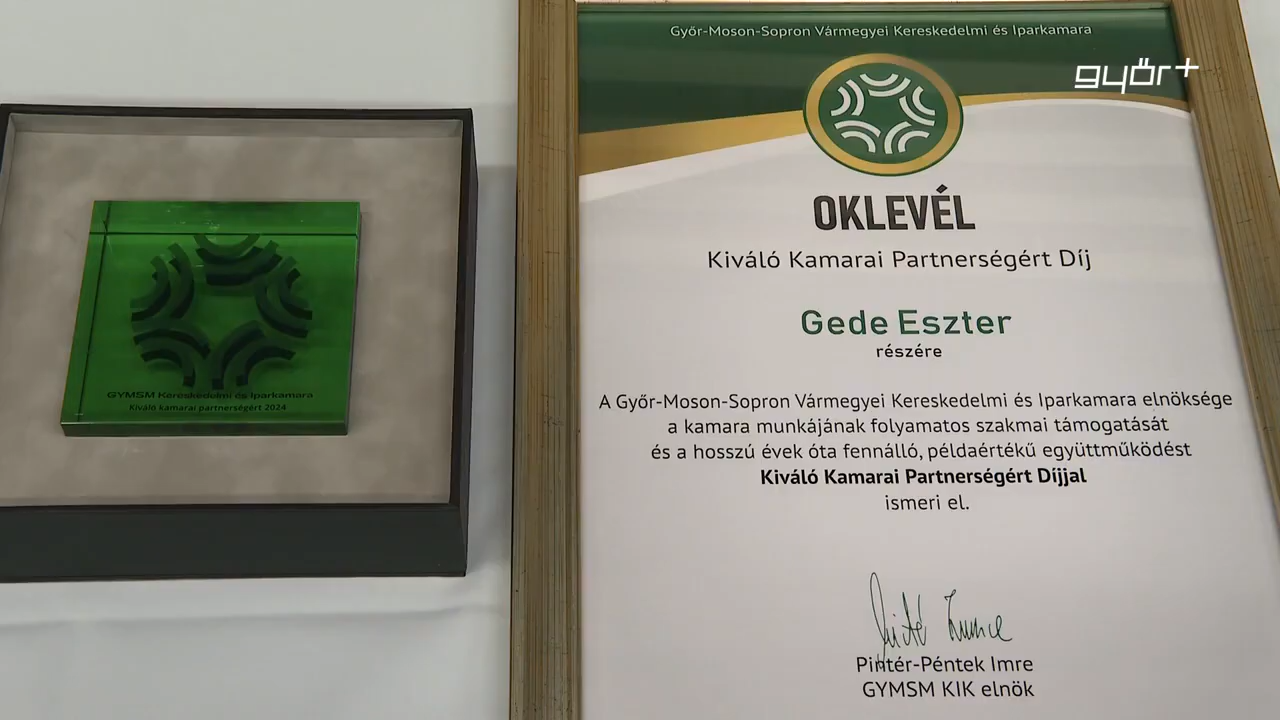 Győr-Moson-Sopron Vármegyei Kereskedelmi és Iparkamara
győr+
OKLEVÉL
Kiváló Kamarai Partnerségért Díj
Gede Eszter
részére
A Győr-Moson-Sopron Vármegyei Kereskedelmi és Iparkamara elnöksége
a kamara munkájának folyamatos szakmai támogatását
és a hosszú évek óta fennálló, példaértékű együttműködést
Kiváló Kamarai Partnerségért Díjjal
ismeri el.
Pintér-Péntek Imre
GYMSM KIK elnök
GYMSM Kereskedelmi és Iparkamara
Kiváló kamarai partnerségért 2024